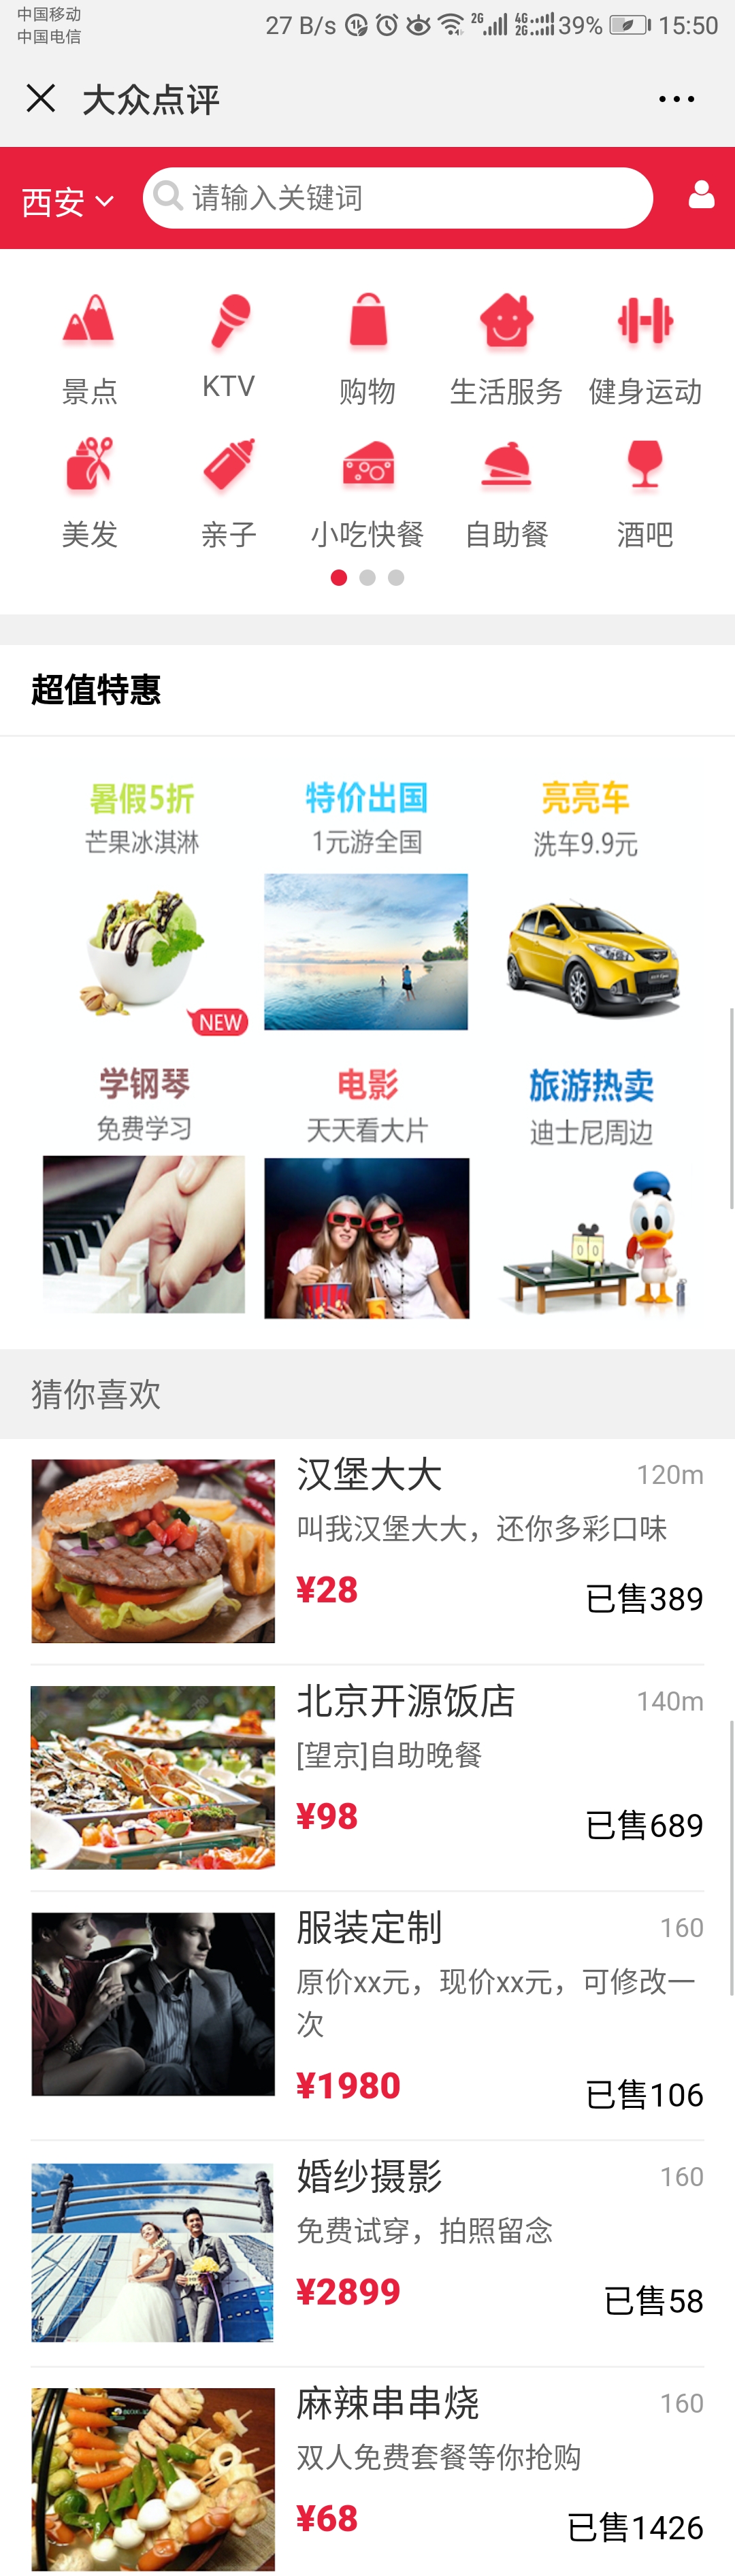 中国移动
中国电信
27 B/s 2G 4G 2G 39% 15:50
大众点评
西安 请输入关键词
景点 KTV 购物 生活服务 健身运动
美发 亲子 小吃快餐 自助餐 酒吧
超值特惠
暑假5折 特价出国 亮亮车
芒果冰淇淋 1元游全国 洗车9.9元
NEW
学钢琴 电影 旅游热卖
免费学习 天天看大片 迪士尼周边
0 0
猜你喜欢
汉堡大大 120m
叫我汉堡大大，还你多彩口味
¥28 已售389
北京开源饭店 140m
[望京]自助晚餐
¥98 已售689
服装定制 160
原价xx元，现价xx元，可修改一
次
¥1980 已售106
婚纱摄影 160
免费试穿，拍照留念
¥2899 已售58
麻辣串串烧 160
双人免费套餐等你抢购
¥68 已售1426